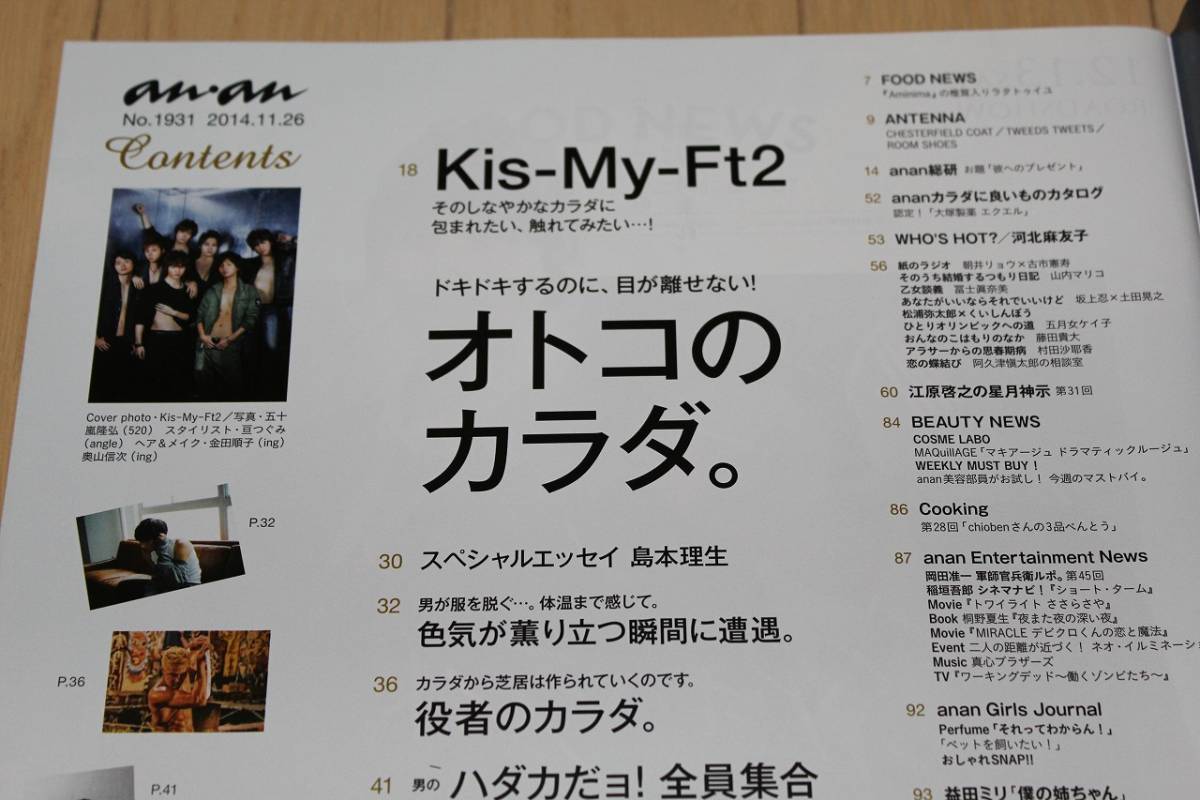 an・an
No.1931 2014.11.26
Contents
Cover photo・Kis-My-Ft2／写真・五十
嵐隆弘（520） スタイリスト・亘つぐみ
（angle） ヘア＆メイク・金田順子（ing）
奥山信次（ing）
P.32
P.36
P.41
18 Kis-My-Ft2
そのしなやかなカラダに
包まれたい、触れてみたい…！
ドキドキするのに、目が離せない！
オトコの
カラダ。
30 スペシャルエッセイ 島本理生
32 男が服を脱ぐ…。体温まで感じて。
色気が薫り立つ瞬間に遭遇。
36 カラダから芝居は作られていくのです。
役者のカラダ。
41 男の ハダカだョ！ 全員集合
7 FOOD NEWS
『Aminima』の椎茸入りラタトゥイユ
9 ANTENNA
CHESTERFIELD COAT／TWEEDS TWEETS／
ROOM SHOES
14 anan総研 お題「彼へのプレゼント」
52 ananカラダに良いものカタログ
認定！「大塚製薬 エクエル」
53 WHO'S HOT?／河北麻友子
56 紙のラジオ 朝井リョウ×古市憲寿
そのうち結婚するつもり日記 山内マリコ
乙女談義 冨士眞奈美
あなたがいいならそれでいいけど 坂上忍×土田晃之
松浦弥太郎×くいしんぼう
ひとりオリンピックへの道 五月女ケイ子
おんなのこはもりのなか 藤田貴大
アラサーからの思春期病 村田沙耶香
恋の蝶結び 阿久津愼太郎の相談室
60 江原啓之の星月神示 第31回
84 BEAUTY NEWS
COSME LABO
MAQuillAGE「マキアージュ ドラマティックルージュ」
WEEKLY MUST BUY！
anan美容部員がお試し！ 今週のマストバイ。
86 Cooking
第28回「chiobenさんの3品べんとう」
87 anan Entertainment News
岡田准一 軍師官兵衛ルポ。第45回
稲垣吾郎 シネマナビ！『ショート・ターム』
Movie『トワイライト ささらさや』
Book 桐野夏生『夜また夜の深い夜』
Movie『MIRACLE デビクロくんの恋と魔法』
Event 二人の距離が近づく！ ネオ・イルミネーショ
Music 真心ブラザーズ
TV『ワーキングデッド〜働くゾンビたち〜』
92 anan Girls Journal
Perfume「それってわからん！」
「ペットを飼いたい！」
おしゃれSNAP!!
93 益田ミリ「僕の姉ちゃん」